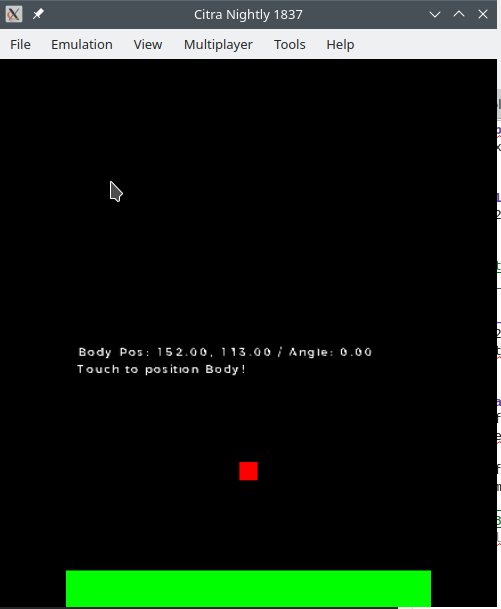 Citra Nightly 1837
File Emulation View Multiplayer Tools Help
Body Pos: 152.00, 113.00 / Angle: 0.00
Touch to position Body!